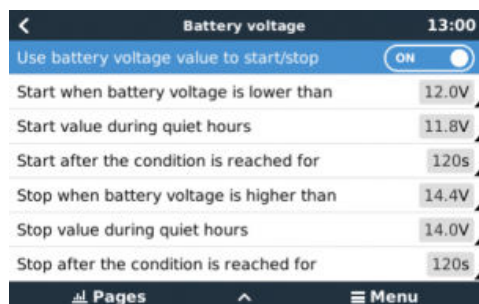 Battery voltage 13:00
Use battery voltage value to start/stop ON
Start when battery voltage is lower than 12.0V
Start value during quiet hours 11.8V
Start after the condition is reached for 120s
Stop when battery voltage is higher than 14.4V
Stop value during quiet hours 14.0V
Stop after the condition is reached for 120s
Pages Menu